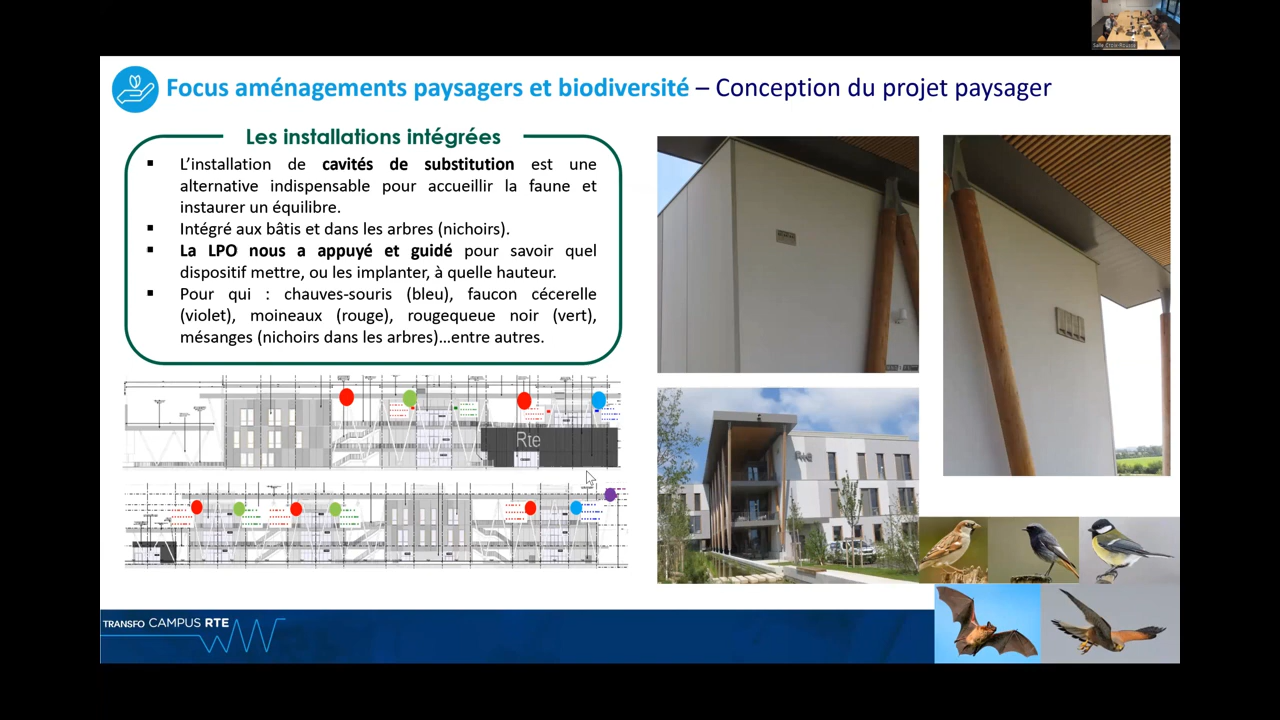 Salle Croix-Rousse
Focus aménagements paysagers et biodiversité – Conception du projet paysager
Les installations intégrées
▪ L'installation de cavités de substitution est une
alternative indispensable pour accueillir la faune et
instaurer un équilibre.
▪ Intégré aux bâtis et dans les arbres (nichoirs).
▪ La LPO nous a appuyé et guidé pour savoir quel
dispositif mettre, ou les implanter, à quelle hauteur.
▪ Pour qui : chauves-souris (bleu), faucon cécerelle
(violet), moineaux (rouge), rougequeue noir (vert),
mésanges (nichoirs dans les arbres)…entre autres.
Rte
Rte
TRANSFO CAMPUS RTE